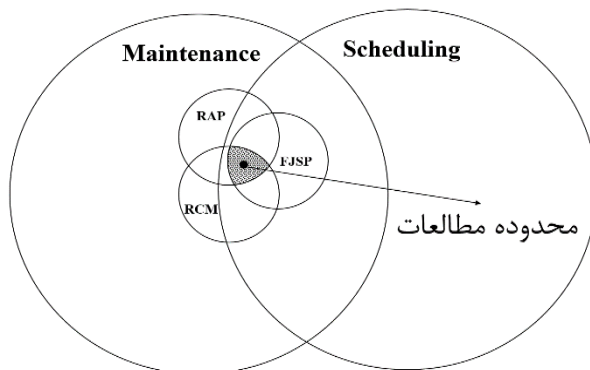 Maintenance
Scheduling
RAP
FJSP
RCM
محدوده مطالعات